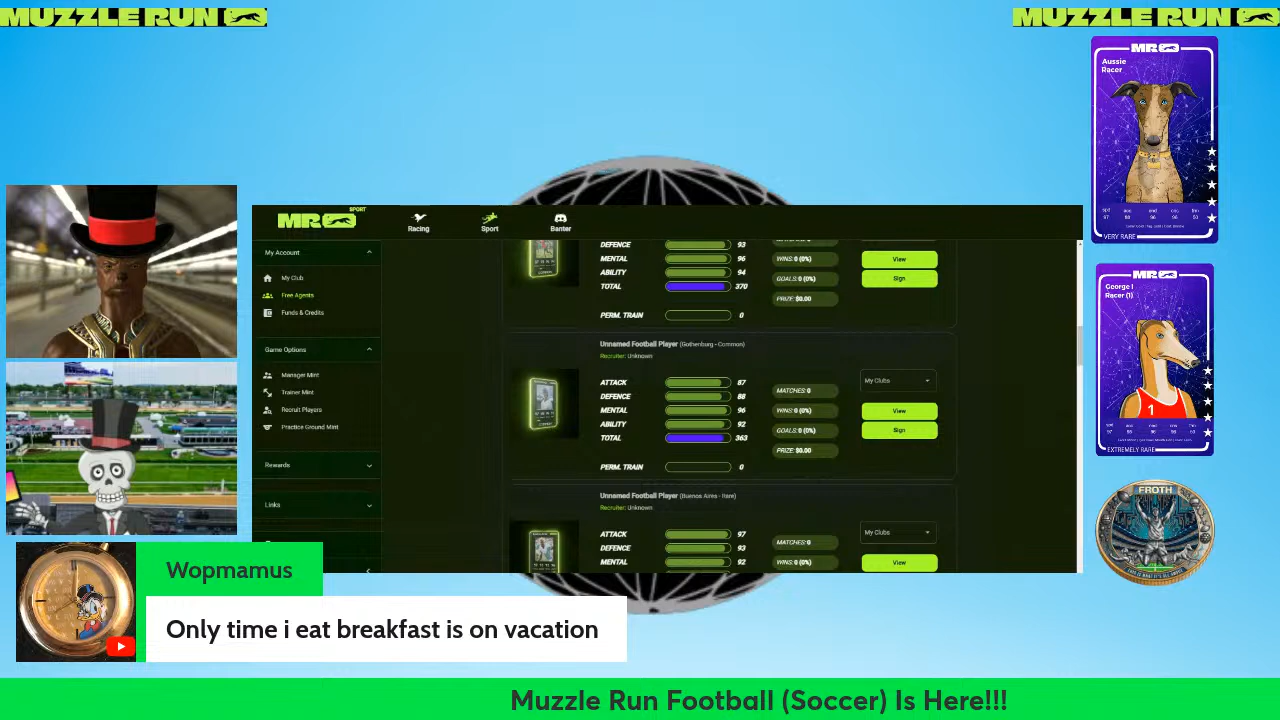 MUZZLE RUN
MUZZLE RUN
MR
Aussie
Racer
VERY RARE
MR
George I
Racer (1)
1
EXTREMELY RARE
FROTH
MR
SPORT
Racing
Sport
Banter
My Account
My Club
Free Agents
Funds & Credits
Game Options
Manager Mint
Trainer Mint
Recruit Players
Practice Ground Mint
Rewards
Links
DEFENCE 93
MENTAL 96
ABILITY 94
TOTAL 370
PERM. TRAIN 0
WINS: 0 (0%)
GOALS: 0 (0%)
PRIZE: $0.00
View
Sign
Unnamed Football Player (Gothenburg - Common)
Recruiter: Unknown
ATTACK 87
DEFENCE 88
MENTAL 96
ABILITY 92
TOTAL 363
PERM. TRAIN 0
MATCHES: 0
WINS: 0 (0%)
GOALS: 0 (0%)
PRIZE: $0.00
My Clubs
View
Sign
Unnamed Football Player (Buenos Aires - Rare)
Recruiter: Unknown
ATTACK 97
DEFENCE 93
MENTAL 92
MATCHES: 0
WINS: 0 (0%)
My Clubs
View
Wopmamus
Only time i eat breakfast is on vacation
Muzzle Run Football (Soccer) Is Here!!!